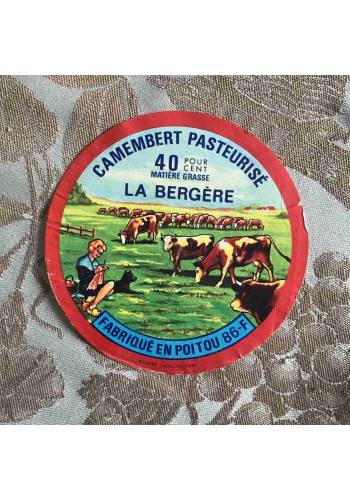 CAMEMBERT PASTEURISÉ
40 POUR CENT
MATIÈRE GRASSE
LA BERGÈRE
FABRIQUÉ EN POITOU 86-F